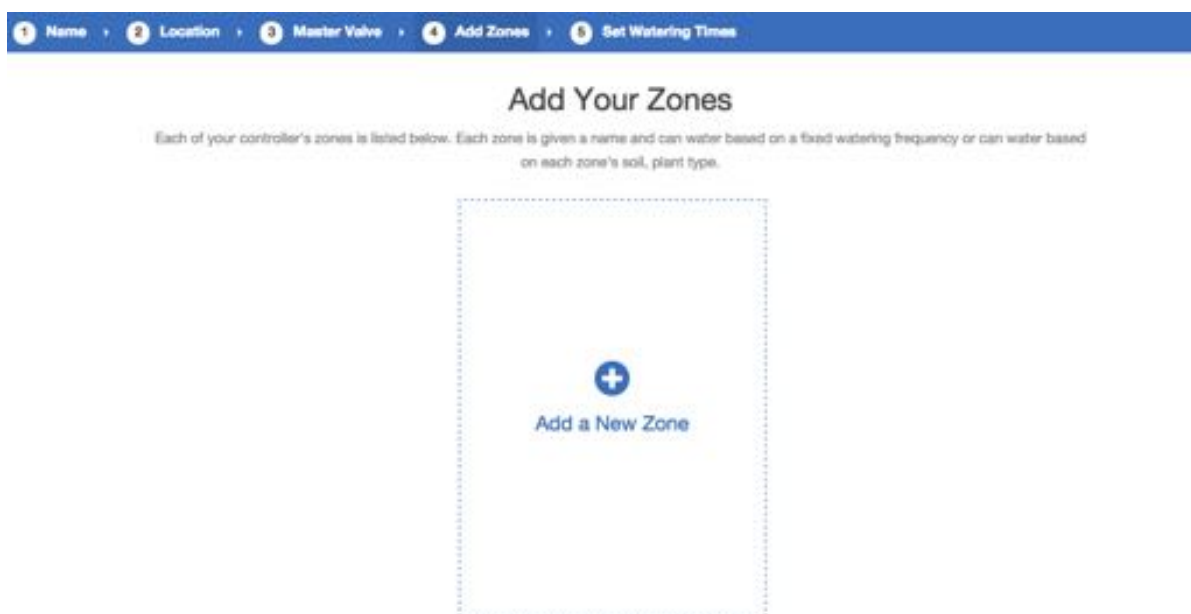 1 Name 2 Location 3 Master Valve 4 Add Zones 5 Set Watering Times
Add Your Zones
Each of your controller's zones is listed below. Each zone is given a name and can water based on a fixed watering frequency or can water based
on each zone's soil, plant type.
Add a New Zone